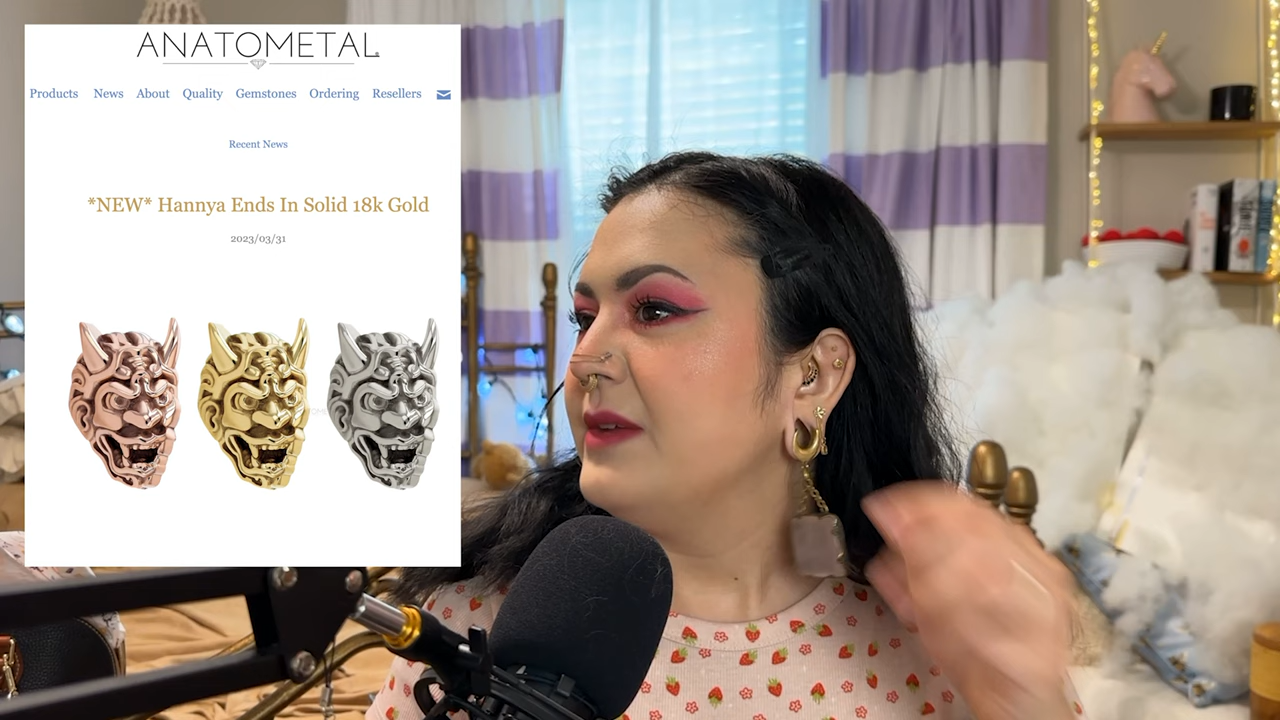 ANATOMETAL®
Products News About Quality Gemstones Ordering Resellers
Recent News
*NEW* Hannya Ends In Solid 18k Gold
2023/03/31